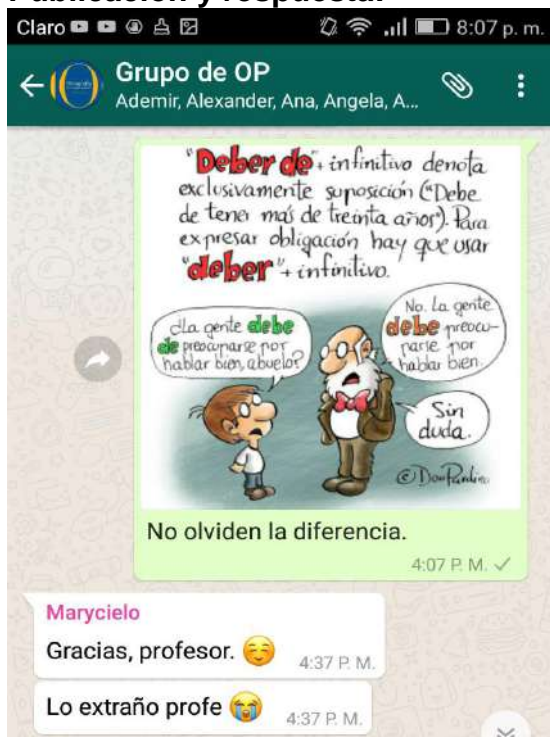 Publicación y respuesta:
Claro 8:07 p. m.
Grupo de OP
Ademir, Alexander, Ana, Angela, A...
"Deber de" + infinitivo denota
exclusivamente suposición ("Debe
de tener más de treinta años"). Para
expresar obligación hay que usar
"deber" + infinitivo.
¿La gente debe
de preocuparse por
hablar bien, abuelo?
No. La gente
debe preocu-
parse por
hablar bien.
Sin
duda.
©DonPardino
No olviden la diferencia.
4:07 P. M.
Marycielo
Gracias, profesor. ☺️
4:37 P. M.
Lo extraño profe 😭
4:37 P. M.